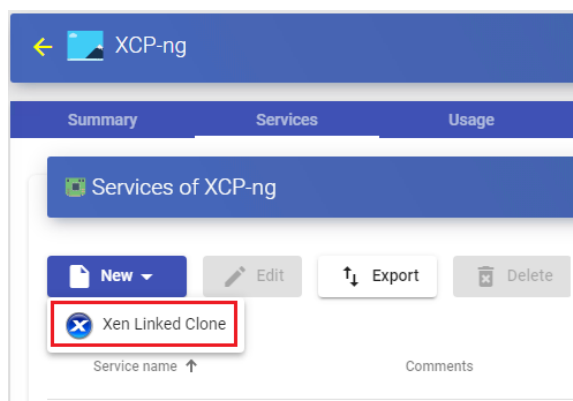 XCP-ng
Summary Services Usage
Services of XCP-ng
New Edit Export Delete
Xen Linked Clone
Service name Comments